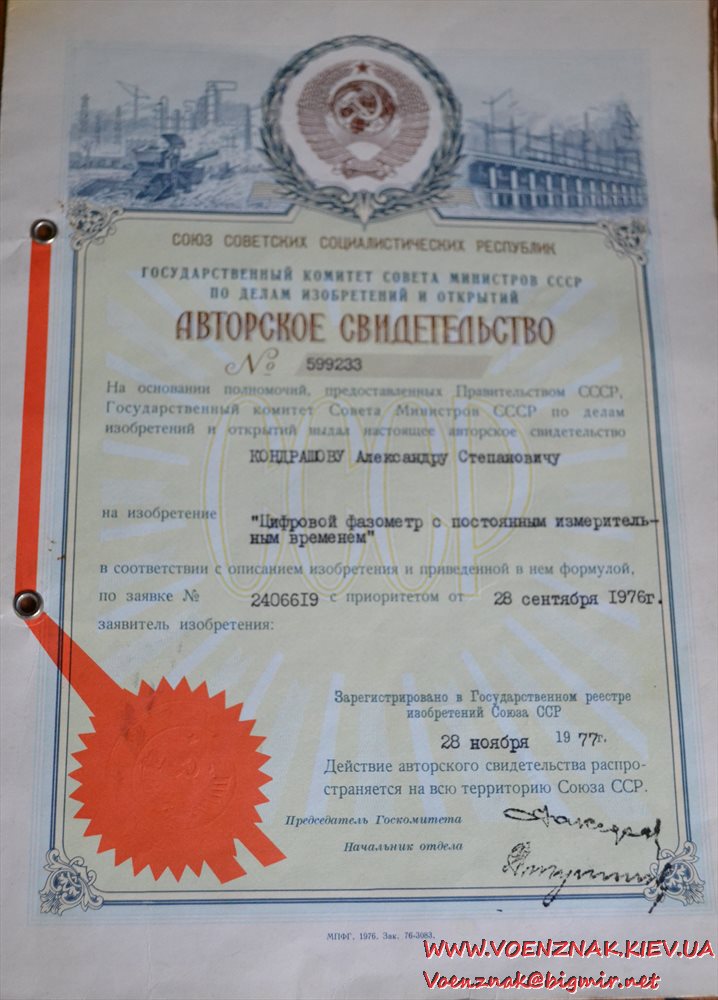 СОЮЗ СОВЕТСКИХ СОЦИАЛИСТИЧЕСКИХ РЕСПУБЛИК
ГОСУДАРСТВЕННЫЙ КОМИТЕТ СОВЕТА МИНИСТРОВ СССР
ПО ДЕЛАМ ИЗОБРЕТЕНИЙ И ОТКРЫТИЙ
АВТОРСКОЕ СВИДЕТЕЛЬСТВО
№ 599233
На основании полномочий, предоставленных Правительством СССР,
Государственный комитет Совета Министров СССР по делам
изобретений и открытий выдал настоящее авторское свидетельство
КОНДРАШОВУ Александру Степановичу
на изобретение
"Цифровой фазометр с постоянным измеритель-
ным временем"
в соответствии с описанием изобретения и приведенной в нем формулой,
по заявке № 2406619 с приоритетом от 28 сентября 1976г.
заявитель изобретения:
Зарегистрировано в Государственном реестре
изобретений Союза ССР
28 ноября 1977г.
Действие авторского свидетельства распро-
страняется на всю территорию Союза ССР.
Председатель Госкомитета
Начальник отдела
СССР
МПФГ. 1976. Зак. 76-3083.
WWW.VOENZNAK.KIEV.UA
Voenznak@bigmir.net